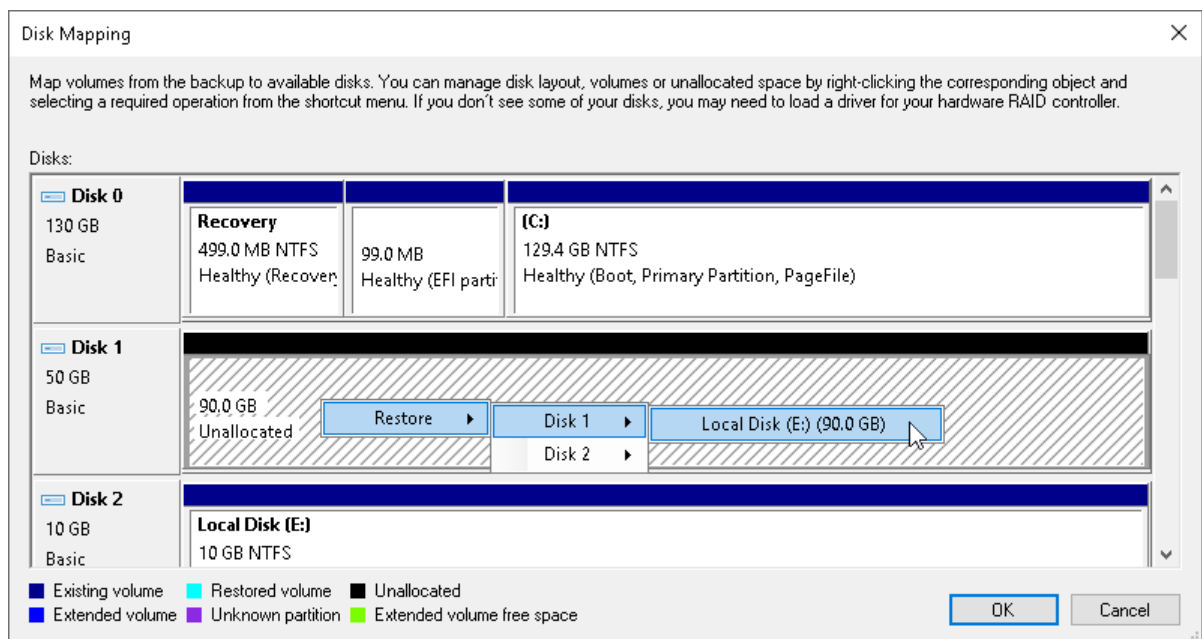 Disk Mapping
Map volumes from the backup to available disks. You can manage disk layout, volumes or unallocated space by right-clicking the corresponding object and
selecting a required operation from the shortcut menu. If you don´t see some of your disks, you may need to load a driver for your hardware RAID controller.
Disks:
Disk 0
130 GB
Basic
Recovery
499.0 MB NTFS
Healthy (Recovery
99.0 MB
Healthy (EFI parti
(C:)
129.4 GB NTFS
Healthy (Boot, Primary Partition, PageFile)
Disk 1
50 GB
Basic
90.0 GB
Unallocated
Restore
Disk 1
Local Disk (E:) (90.0 GB)
Disk 2
Disk 2
10 GB
Basic
Local Disk (E:)
10 GB NTFS
Existing volume
Restored volume
Unallocated
Extended volume
Unknown partition
Extended volume free space
OK
Cancel